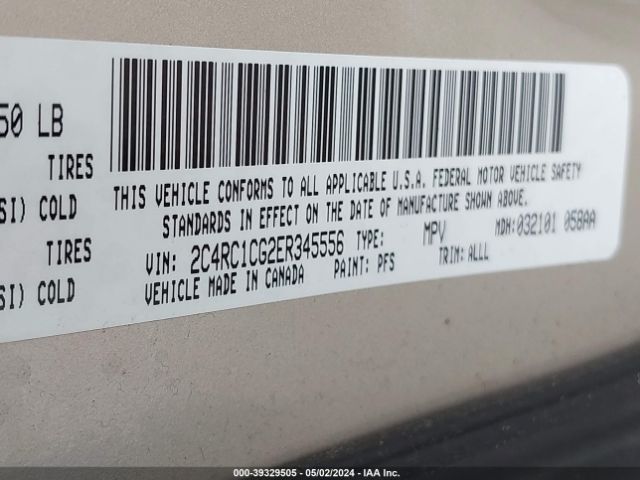 50 LB
TIRES
SI) COLD
TIRES
SI) COLD
THIS VEHICLE CONFORMS TO ALL APPLICABLE U.S.A. FEDERAL MOTOR VEHICLE SAFETY
STANDARDS IN EFFECT ON THE DATE OF MANUFACTURE SHOWN ABOVE.
VIN: 2C4RC1CG2ER345556 TYPE: MPV MDH:032101 058AA
VEHICLE MADE IN CANADA PAINT: PFS TRIM: ALLL
© - 39329505 - 05/02/2024 - IAA Inc.